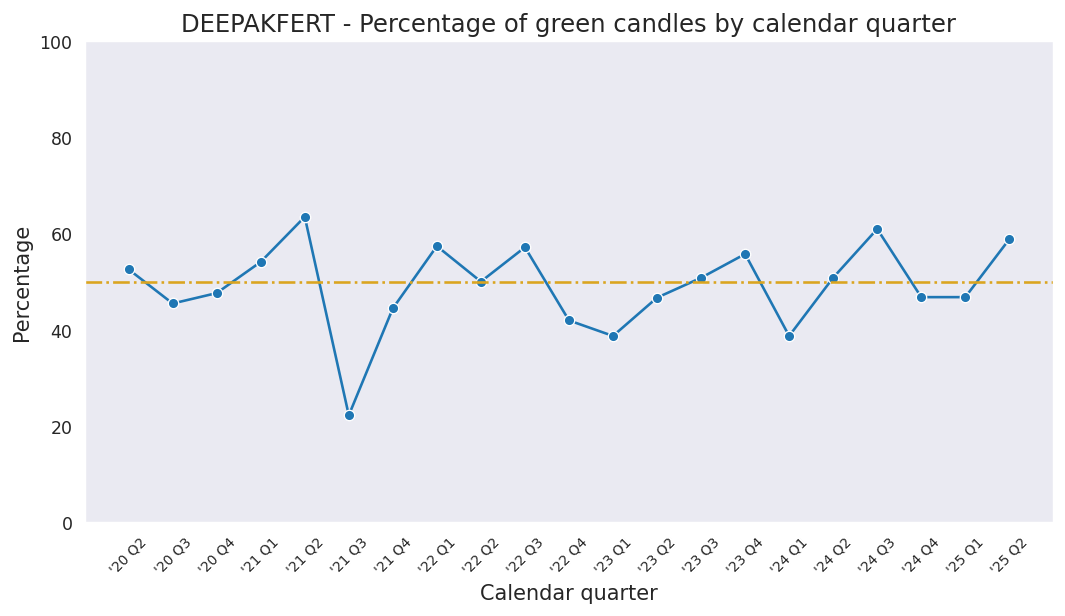 DEEPAKFERT - Percentage of green candles by calendar quarter
Percentage
100
80
60
40
20
0
'20 Q2
'20 Q3
'20 Q4
'21 Q1
'21 Q2
'21 Q3
'21 Q4
'22 Q1
'22 Q2
'22 Q3
'22 Q4
'23 Q1
'23 Q2
'23 Q3
'23 Q4
'24 Q1
'24 Q2
'24 Q3
'24 Q4
'25 Q1
'25 Q2
Calendar quarter